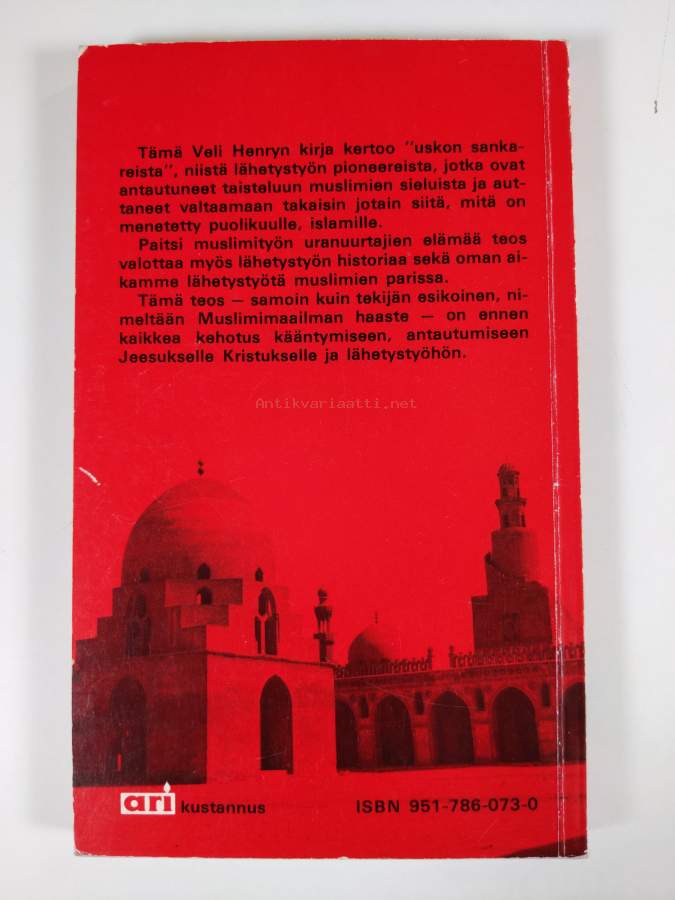 Tämä Veli Henryn kirja kertoo "uskon sanka-
reista", niistä lähetystyön pioneereista, jotka ovat
antautuneet taisteluun muslimien sieluista ja aut-
taneet valtaamaan takaisin jotain siitä, mitä on
menetetty puolikuulle, islamille.
Paitsi muslimityön uranuurtajien elämää teos
valottaa myös lähetystyön historiaa sekä oman ai-
kamme lähetystyötä muslimien parissa.
Tämä teos — samoin kuin tekijän esikoinen, ni-
meltään Muslimimaailman haaste — on ennen
kaikkea kehotus kääntymiseen, antautumiseen
Jeesukselle Kristukselle ja lähetystyöhön.
Antikvariaatti.net
ari kustannus
ISBN 951-786-073-0